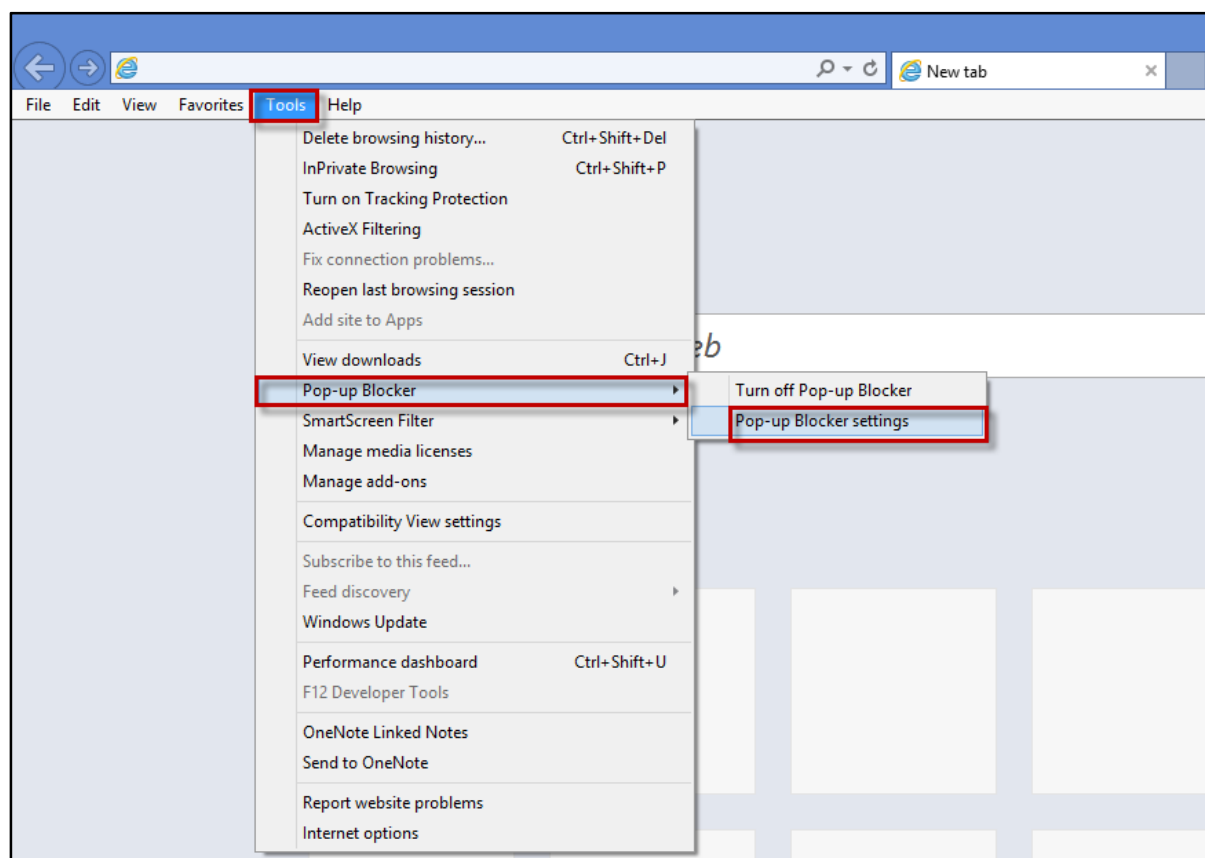 New tab
File Edit View Favorites Tools Help
Delete browsing history... Ctrl+Shift+Del
InPrivate Browsing Ctrl+Shift+P
Turn on Tracking Protection
ActiveX Filtering
Fix connection problems...
Reopen last browsing session
Add site to Apps
eb
View downloads Ctrl+J
Pop-up Blocker
Turn off Pop-up Blocker
SmartScreen Filter
Pop-up Blocker settings
Manage media licenses
Manage add-ons
Compatibility View settings
Subscribe to this feed...
Feed discovery
Windows Update
Performance dashboard Ctrl+Shift+U
F12 Developer Tools
OneNote Linked Notes
Send to OneNote
Report website problems
Internet options